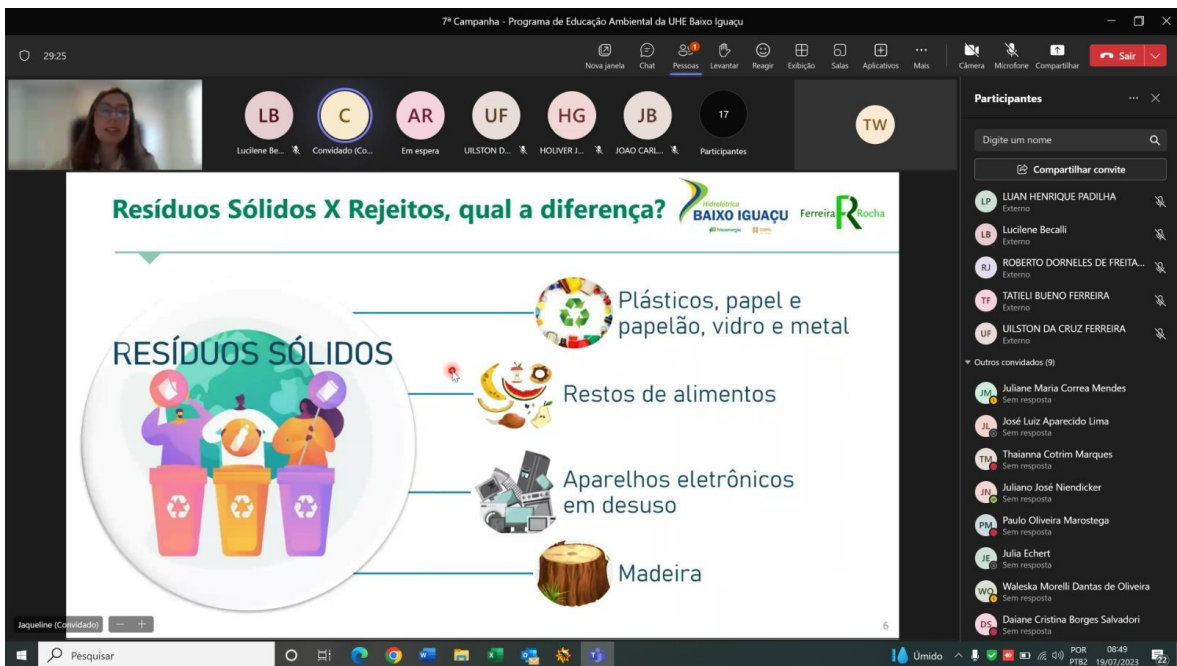 7ª Campanha - Programa de Educação Ambiental da UHE Baixo Iguaçu
29:25
Nova janela
Chat
Pessoas
1
Levantar
Reagir
Exibição
Salas
Aplicativos
Mais
Câmera
Microfone
Compartilhar
Sair
LB
C
AR
UF
HG
JB
17
TW
Lucilene Be...
Convidado (Co...
Em espera
UILSTON D...
HOLIVER J...
JOAO CARL...
Participantes
Resíduos Sólidos X Rejeitos, qual a diferença?
Hidrelétrica
BAIXO IGUAÇU
Ferreira Rocha
RESÍDUOS SÓLIDOS
Plásticos, papel e
papelão, vidro e metal
Restos de alimentos
Aparelhos eletrônicos
em desuso
Madeira
6
Jaqueline (Convidado)
Participantes
Digite um nome
Compartilhar convite
LP
LUAN HENRIQUE PADILHA
Externo
LB
Lucilene Becalli
Externo
RJ
ROBERTO DORNELES DE FREITA...
Externo
TF
TATIELI BUENO FERREIRA
Externo
UF
UILSTON DA CRUZ FERREIRA
Externo
Outros convidados (9)
JM
Juliane Maria Correa Mendes
Sem resposta
JL
José Luiz Aparecido Lima
Sem resposta
TM
Thaianna Cotrim Marques
Sem resposta
JN
Juliano José Niendicker
Sem resposta
PM
Paulo Oliveira Marostega
Sem resposta
JE
Julia Echert
Sem resposta
WO
Waleska Morelli Dantas de Oliveira
Sem resposta
DS
Daiane Cristina Borges Salvadori
Sem resposta
Pesquisar
Úmido
POR
PTB2
08:49
19/07/2023
22